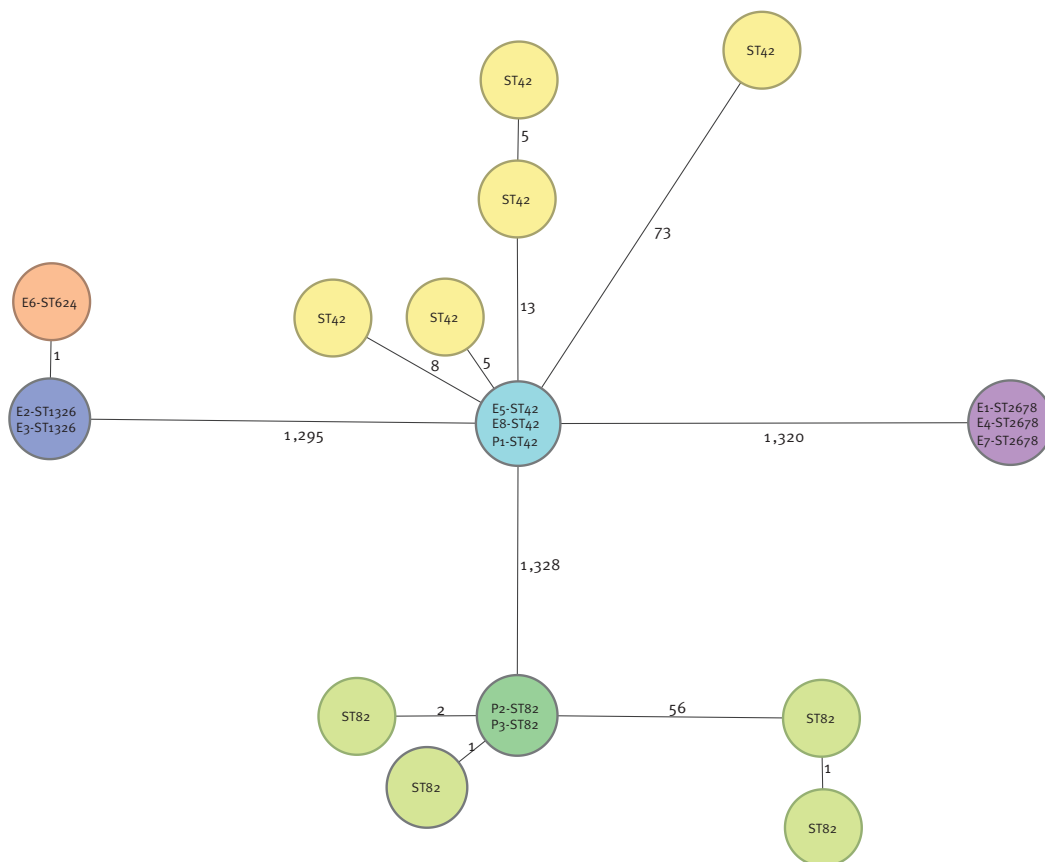 ST42
ST42
5
ST42
73
E6-ST624
13
ST42
ST42
1
8
5
E2-ST1326
E3-ST1326
E5-ST42
E8-ST42
P1-ST42
E1-ST2678
E4-ST2678
E7-ST2678
1,295
1,320
1,328
ST82
2
P2-ST82
P3-ST82
56
ST82
1
ST82
1
ST82